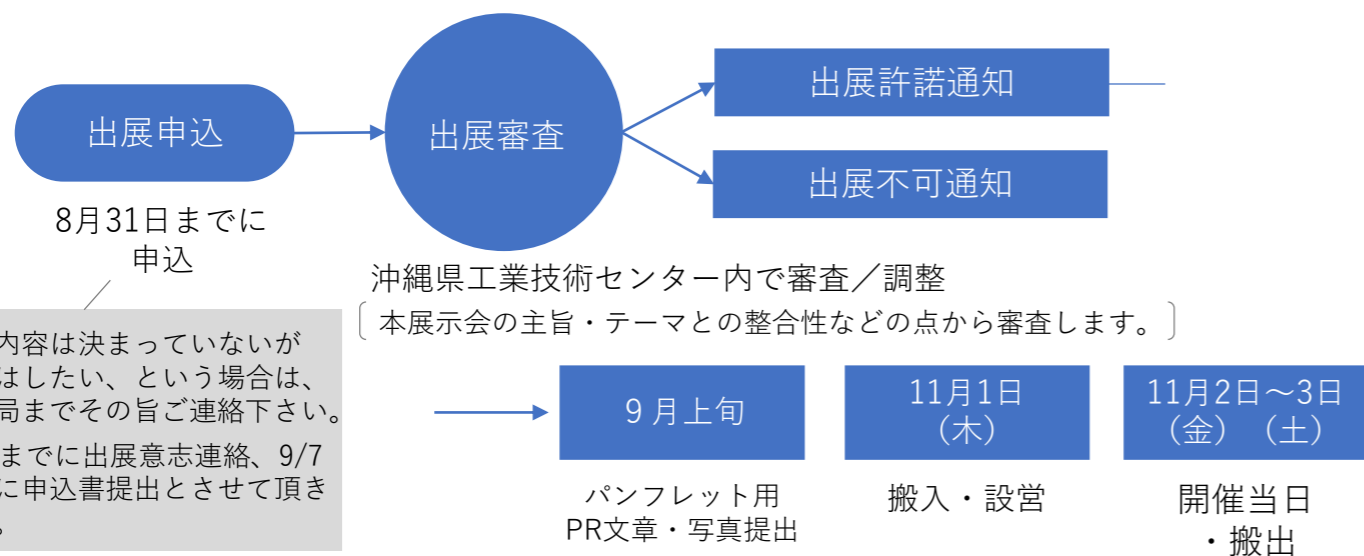 出展申込
出展審査
出展許諾通知
出展不可通知
8月31日までに
申込
沖縄県工業技術センター内で審査／調整
本展示会の主旨・テーマとの整合性などの点から審査します。
内容は決まっていないが
はしたい、という場合は、
局までその旨ご連絡下さい。
までに出展意志連絡、9/7
に申込書提出とさせて頂き
。
９月上旬
パンフレット用
PR文章・写真提出
11月1日
（木）
搬入・設営
11月2日～3日
（金）（土）
開催当日
・搬出